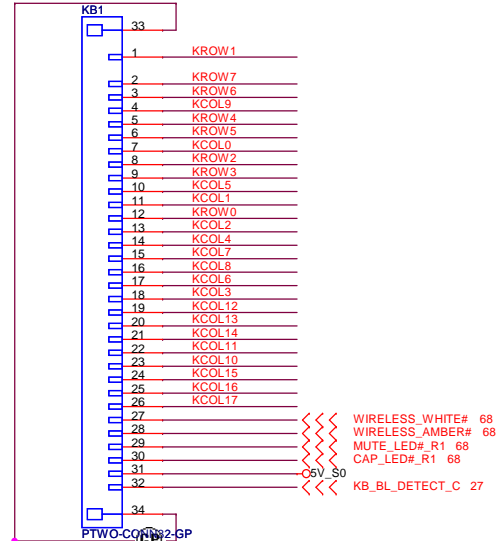 KB1
33
1 KROW1
2 KROW7
3 KROW6
4 KCOL9
5 KROW4
6 KROW5
7 KCOL0
8 KROW2
9 KROW3
10 KCOL5
11 KCOL1
12 KROW0
13 KCOL2
14 KCOL4
15 KCOL7
16 KCOL8
17 KCOL6
18 KCOL3
19 KCOL12
20 KCOL13
21 KCOL14
22 KCOL11
23 KCOL10
24 KCOL15
25 KCOL16
26 KCOL17
27 WIRELESS_WHITE# 68
28 WIRELESS_AMBER# 68
29 MUTE_LED#_R1 68
30 CAP_LED#_R1 68
31 5V_S0
32 KB_BL_DETECT_C 27
34
PTWO-CONN32-GP